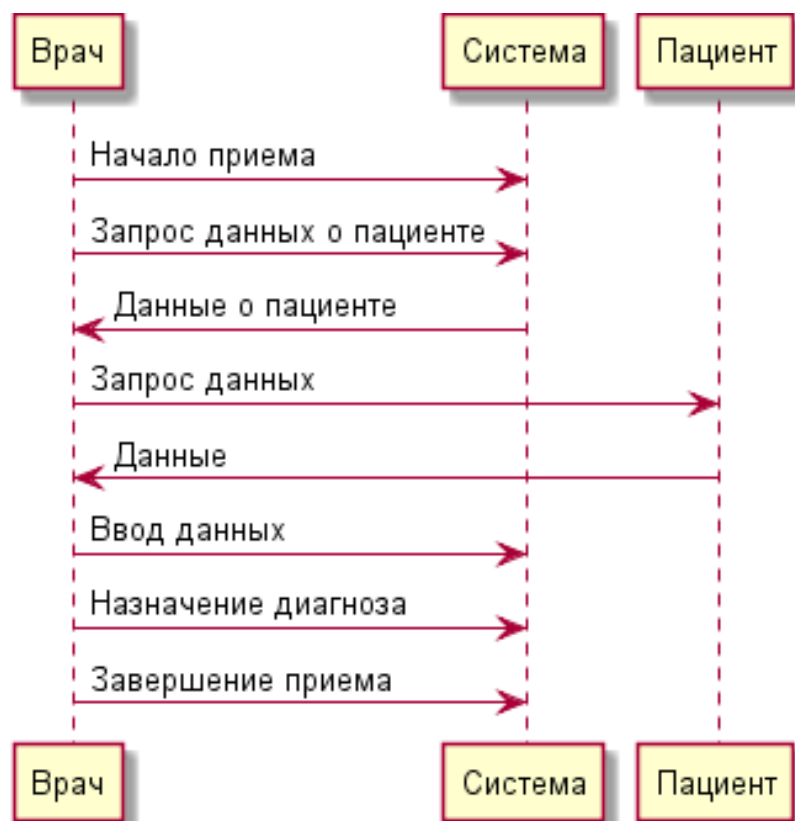 Врач
Система
Пациент
Начало приема
Запрос данных о пациенте
Данные о пациенте
Запрос данных
Данные
Ввод данных
Назначение диагноза
Завершение приема
Врач
Система
Пациент